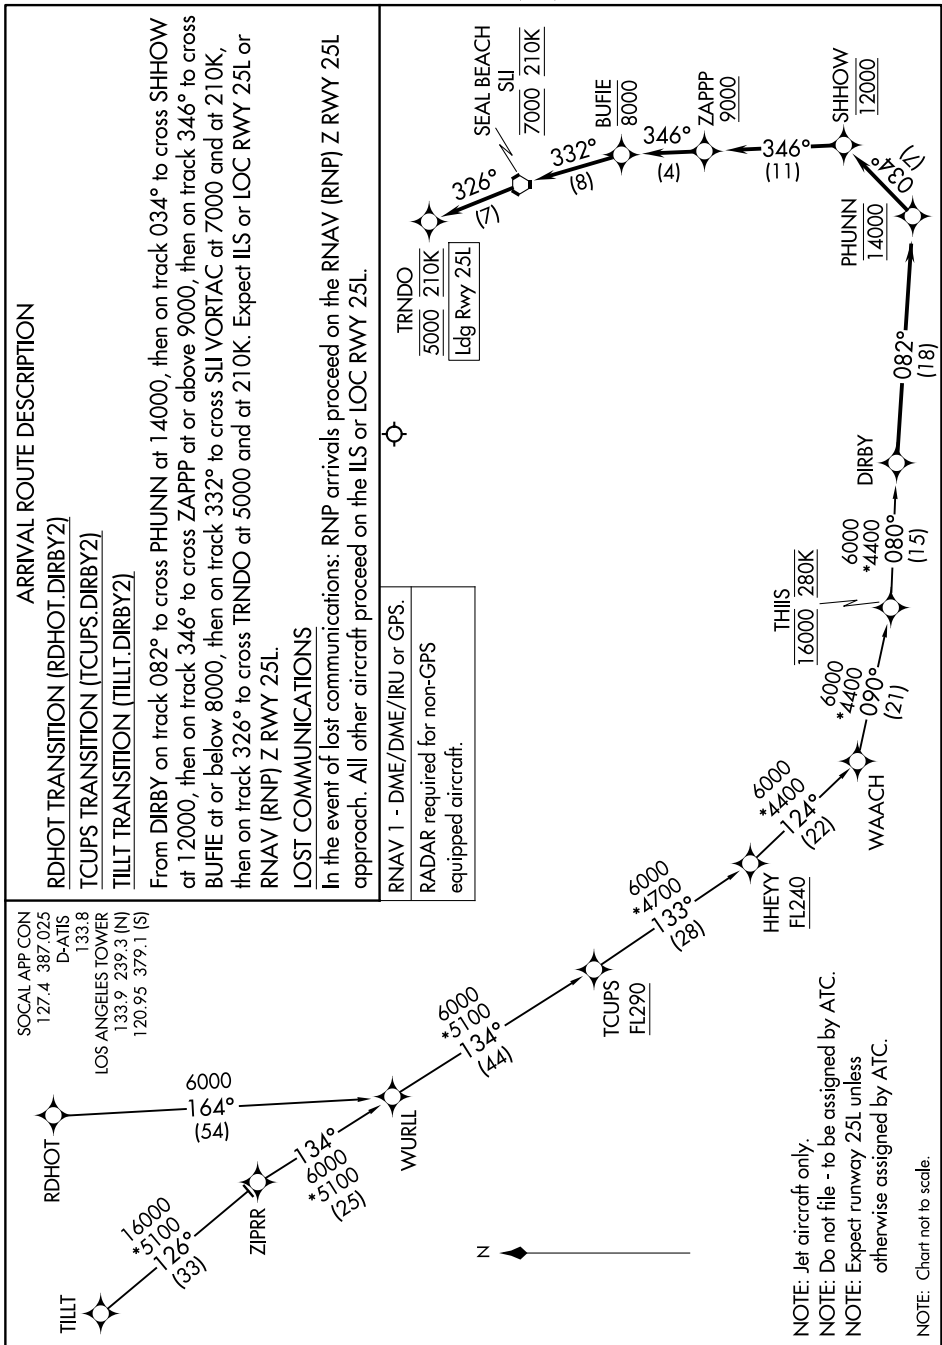 ARRIVAL ROUTE DESCRIPTION
RDHOT TRANSITION (RDHOT.DIRBY2)
TCUPS TRANSITION (TCUPS.DIRBY2)
TILLT TRANSITION (TILLT.DIRBY2)
From DIRBY on track 082° to cross PHUNN at 14000, then on track 034° to cross SHHOW
at 12000, then on track 346° to cross ZAPPP at or above 9000, then on track 346° to cross
BUFIE at or below 8000, then on track 332° to cross SLI VORTAC at 7000 and at 210K,
then on track 326° to cross TRNDO at 5000 and at 210K. Expect ILS or LOC RWY 25L or
RNAV (RNP) Z RWY 25L.
LOST COMMUNICATIONS
In the event of lost communications: RNP arrivals proceed on the RNAV (RNP) Z RWY 25L
approach. All other aircraft proceed on the ILS or LOC RWY 25L.
RNAV 1 - DME/DME/IRU or GPS.
RADAR required for non-GPS
equipped aircraft.
SOCAL APP CON
127.4 387.025
D-ATIS
133.8
LOS ANGELES TOWER
133.9 239.3 (N)
120.95 379.1 (S)
RDHOT
6000
164°
(54)
TILLT
16000
*5100
126°
(33)
ZIPRR
134°
6000
*5100
(25)
WURLL
6000
*5100
134°
(44)
TCUPS
FL290
6000
*4700
133°
(28)
HHEYY
FL240
6000
*4400
124°
(22)
WAACH
6000
*4400
090°
(21)
THIIS
16000 280K
6000
*4400
080°
(15)
DIRBY
082°
(18)
PHUNN
14000
034°
(7)
SHHOW
12000
346°
(11)
ZAPPP
9000
346°
(4)
BUFIE
8000
332°
(8)
SEAL BEACH
SLI
7000 210K
326°
(7)
TRNDO
5000 210K
Ldg Rwy 25L
N
NOTE: Jet aircraft only.
NOTE: Do not file - to be assigned by ATC.
NOTE: Expect runway 25L unless
otherwise assigned by ATC.
NOTE: Chart not to scale.